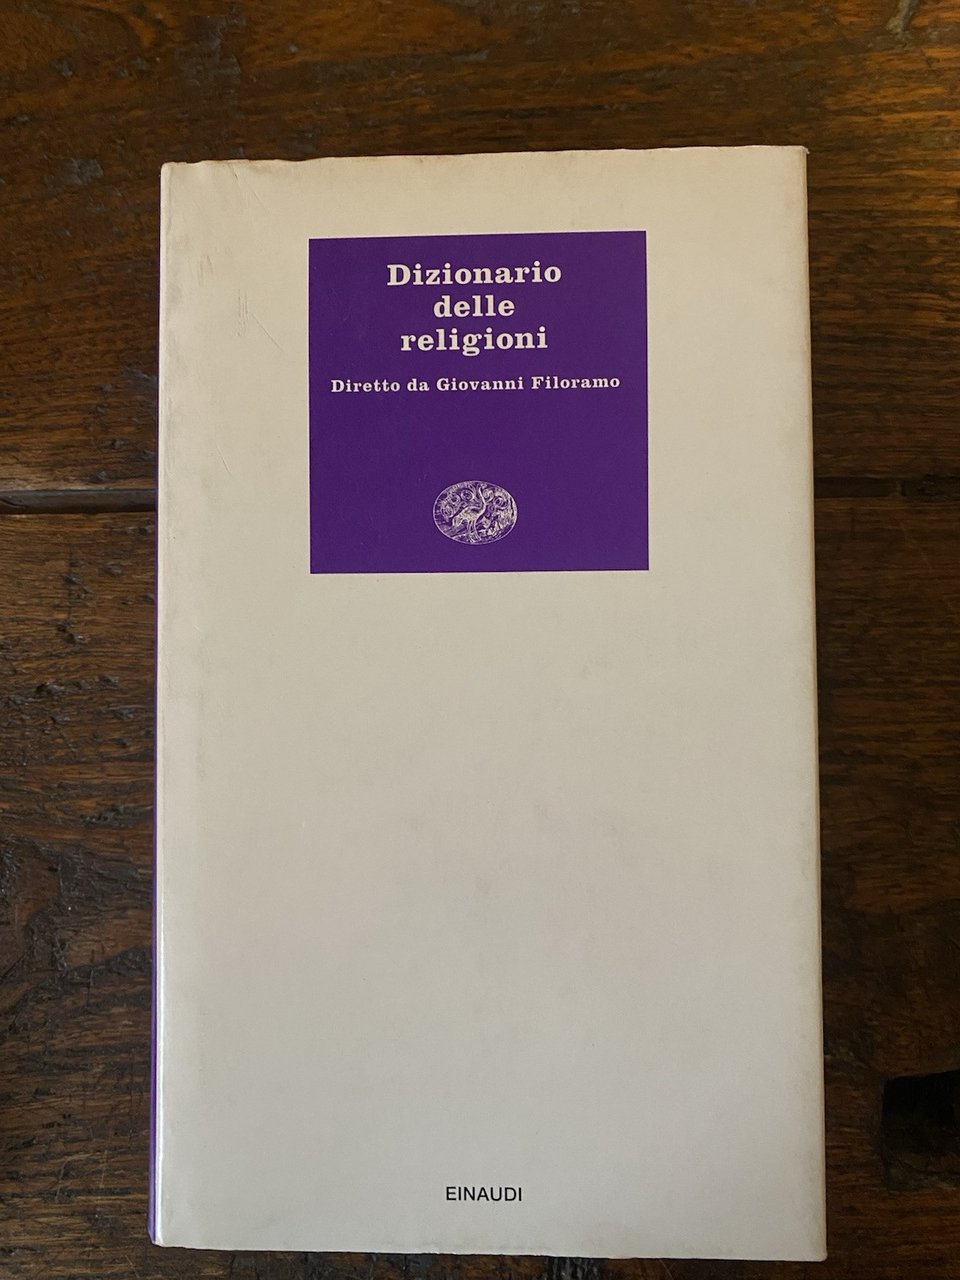 Dizionario
delle
religioni
Diretto da Giovanni Filoramo
EINAUDI